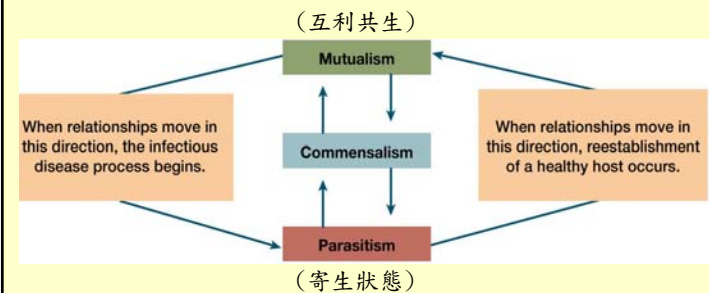 （互利共生）
Mutualism
When relationships move in
this direction, the infectious
disease process begins.
Commensalism
When relationships move in
this direction, reestablishment
of a healthy host occurs.
Parasitism
（寄生狀態）